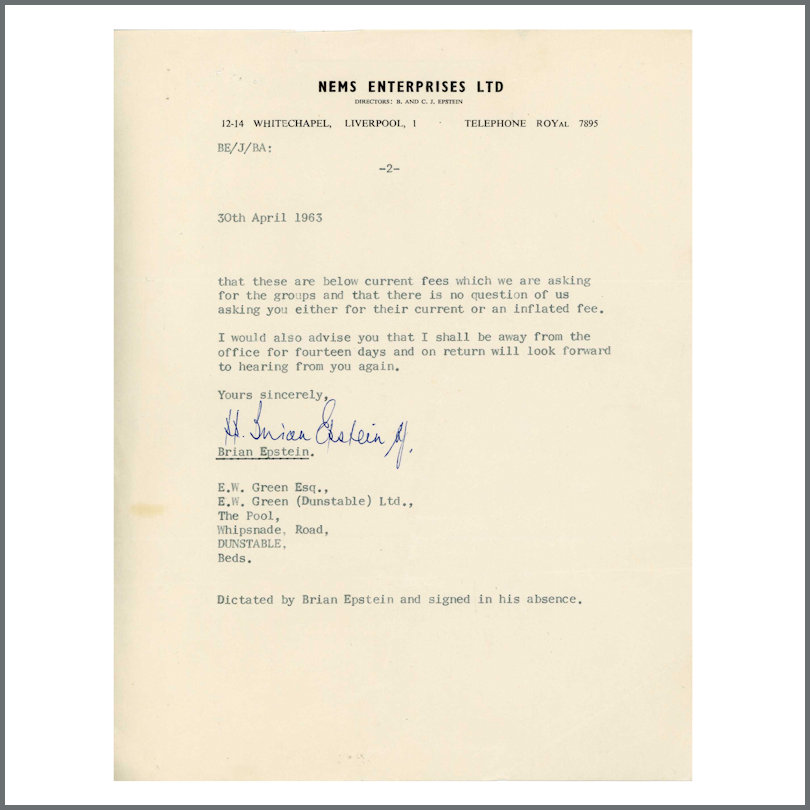 NEMS ENTERPRISES LTD
DIRECTORS: B. AND C. J. EPSTEIN
12-14 WHITECHAPEL, LIVERPOOL, 1 · TELEPHONE ROYAL 7895
BE/J/BA:
-2-
30th April 1963
that these are below current fees which we are asking
for the groups and that there is no question of us
asking you either for their current or an inflated fee.
I would also advise you that I shall be away from the
office for fourteen days and on return will look forward
to hearing from you again.
Yours sincerely,
Brian Epstein
Brian Epstein.
E.W. Green Esq.,
E.W. Green (Dunstable) Ltd.,
The Pool,
Whipsnade, Road,
DUNSTABLE,
Beds.
Dictated by Brian Epstein and signed in his absence.